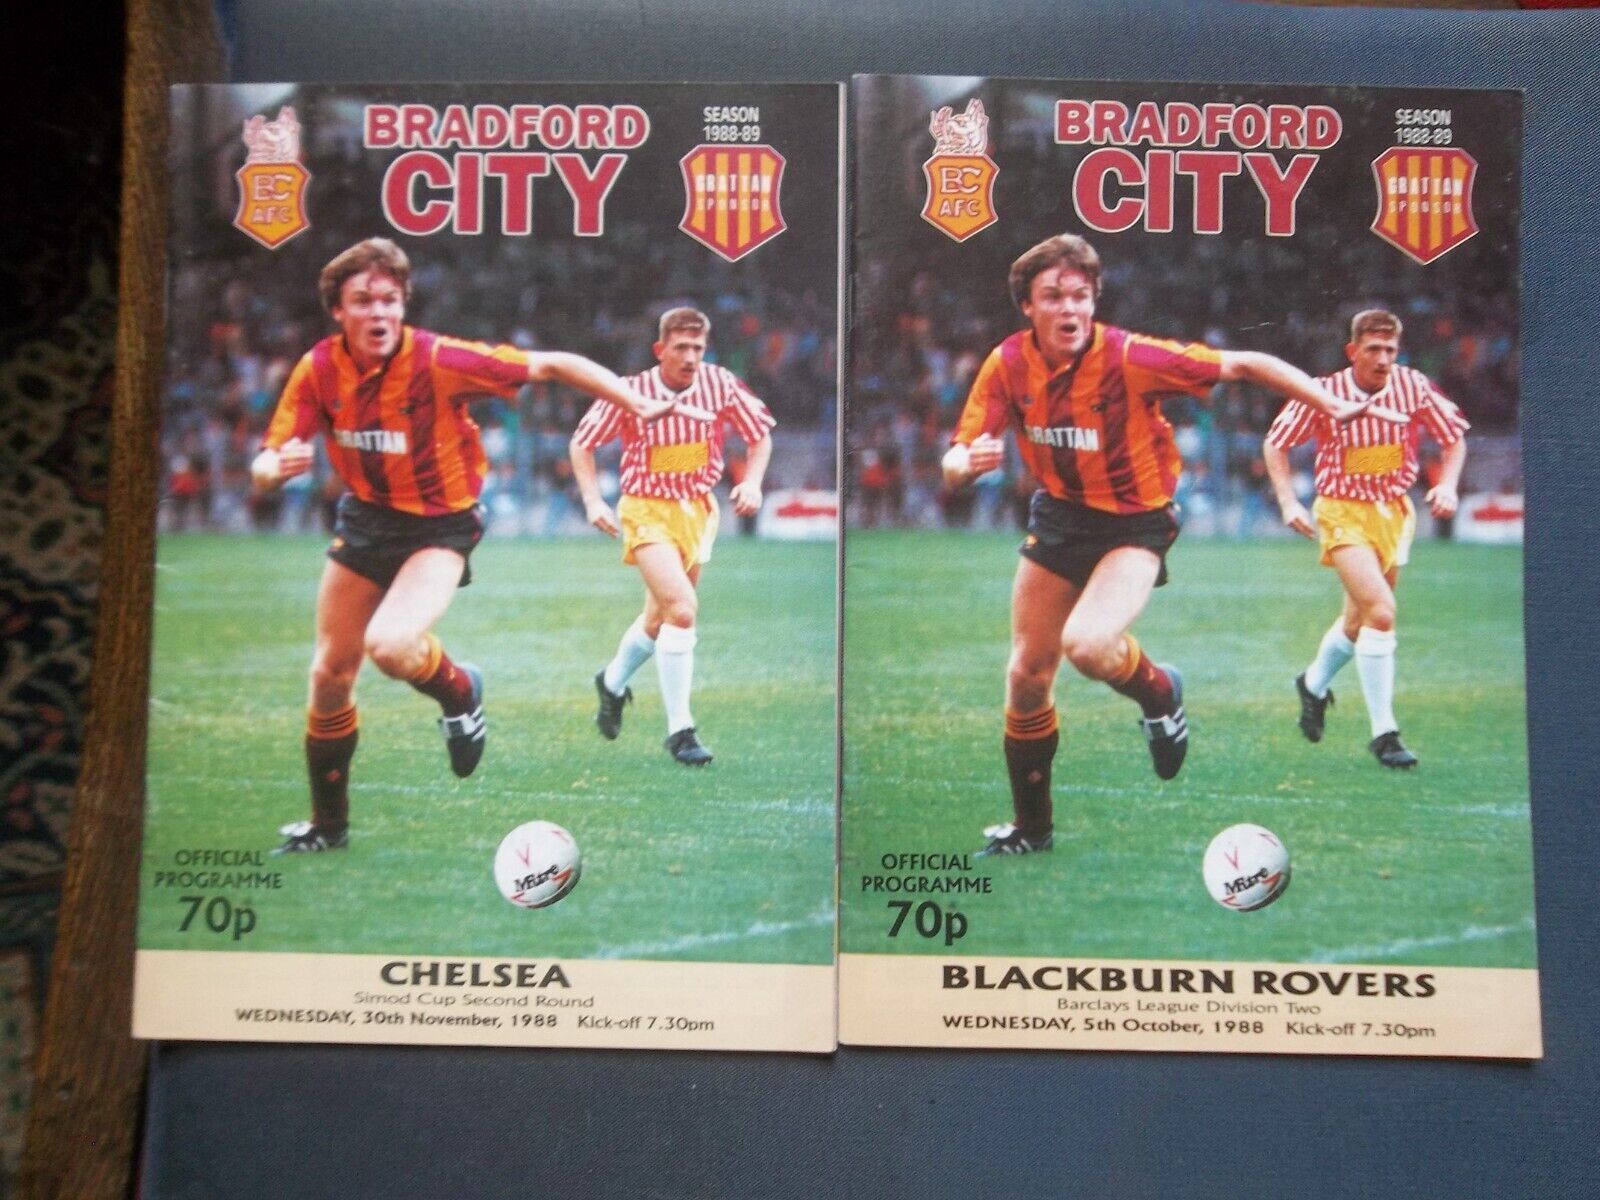 BRADFORD
CITY
BC
AFC
SEASON
1988-89
GRATTAN
SPONSOR
GRATTAN
Mitre
OFFICIAL
PROGRAMME
70p
CHELSEA
Simod Cup Second Round
WEDNESDAY, 30th November, 1988 Kick-off 7.30pm
BRADFORD
CITY
BC
AFC
SEASON
1988-89
GRATTAN
SPONSOR
GRATTAN
Mitre
OFFICIAL
PROGRAMME
70p
BLACKBURN ROVERS
Barclays League Division Two
WEDNESDAY, 5th October, 1988 Kick-off 7.30pm